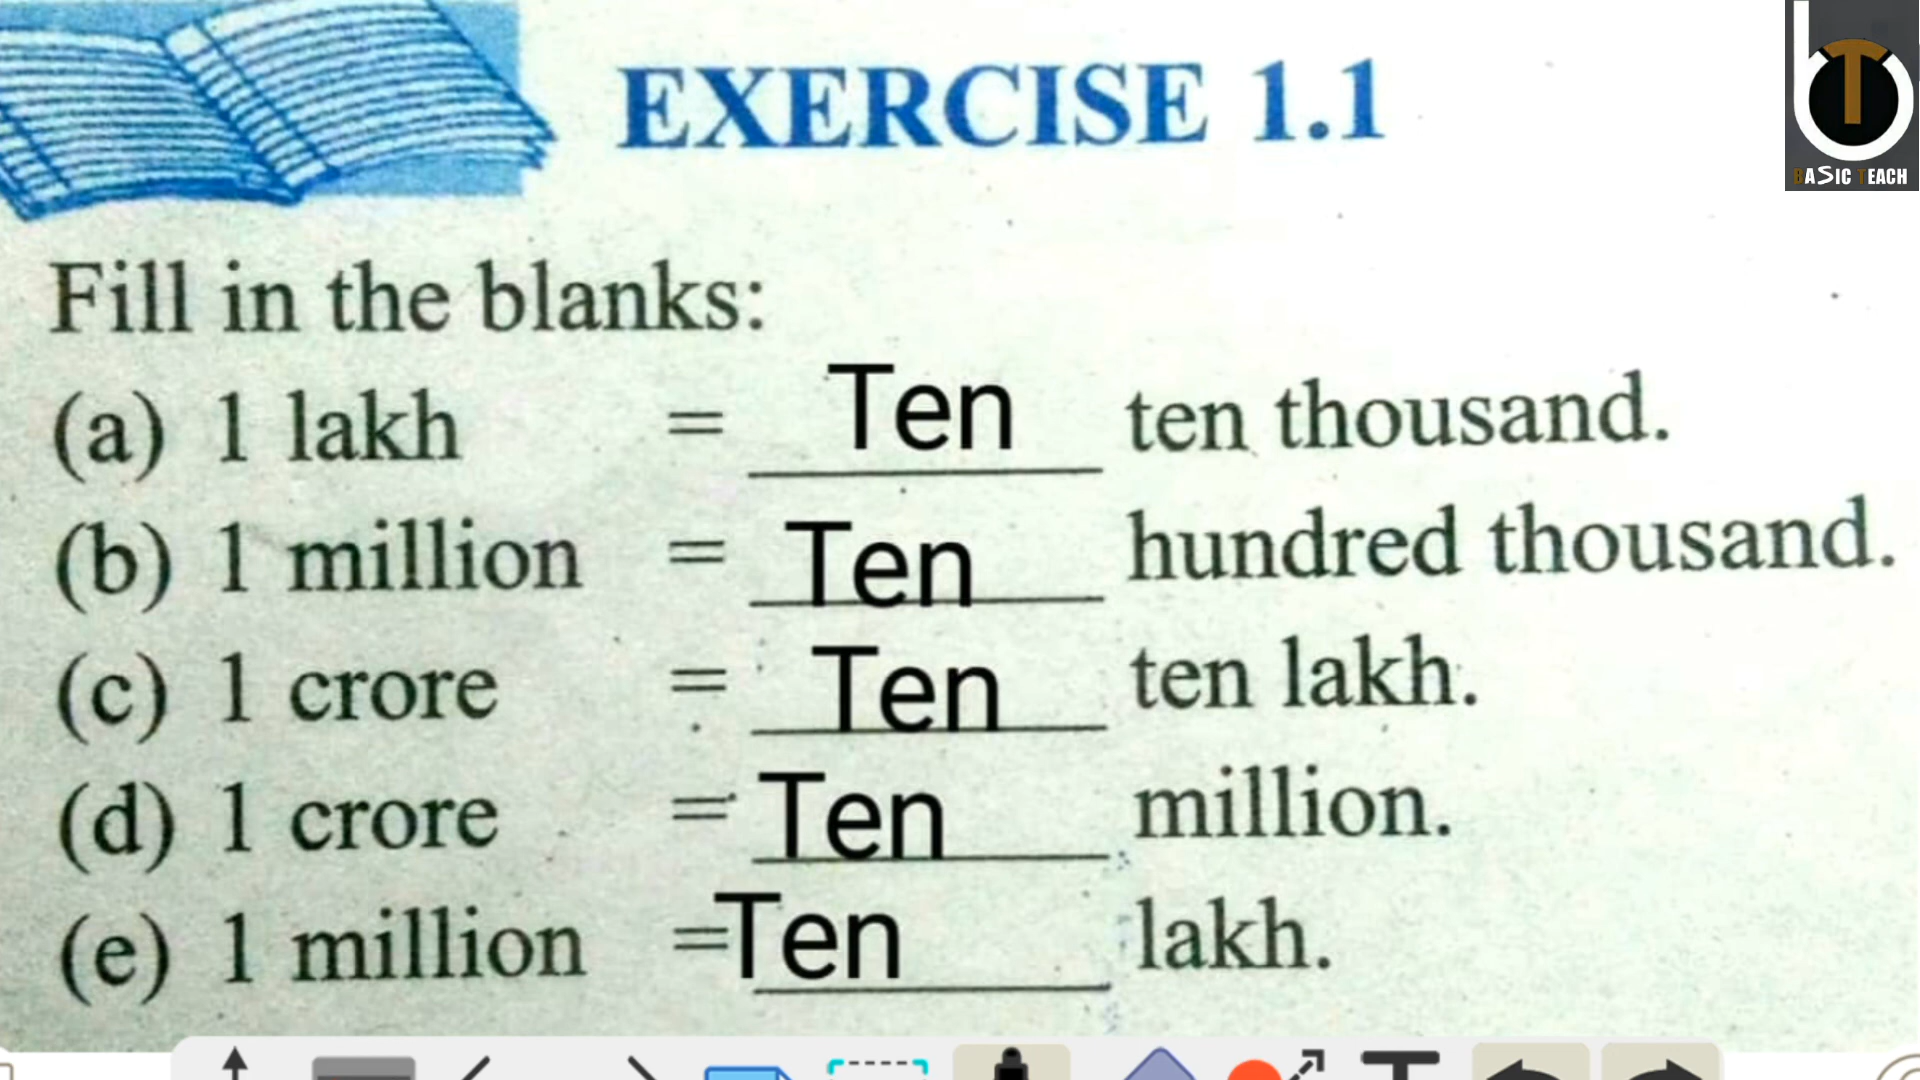 EXERCISE 1.1
BASIC TEACH
Fill in the blanks:
(a) 1 lakh = Ten ten thousand.
(b) 1 million = Ten hundred thousand.
(c) 1 crore = Ten ten lakh.
(d) 1 crore = Ten million.
(e) 1 million = Ten lakh.